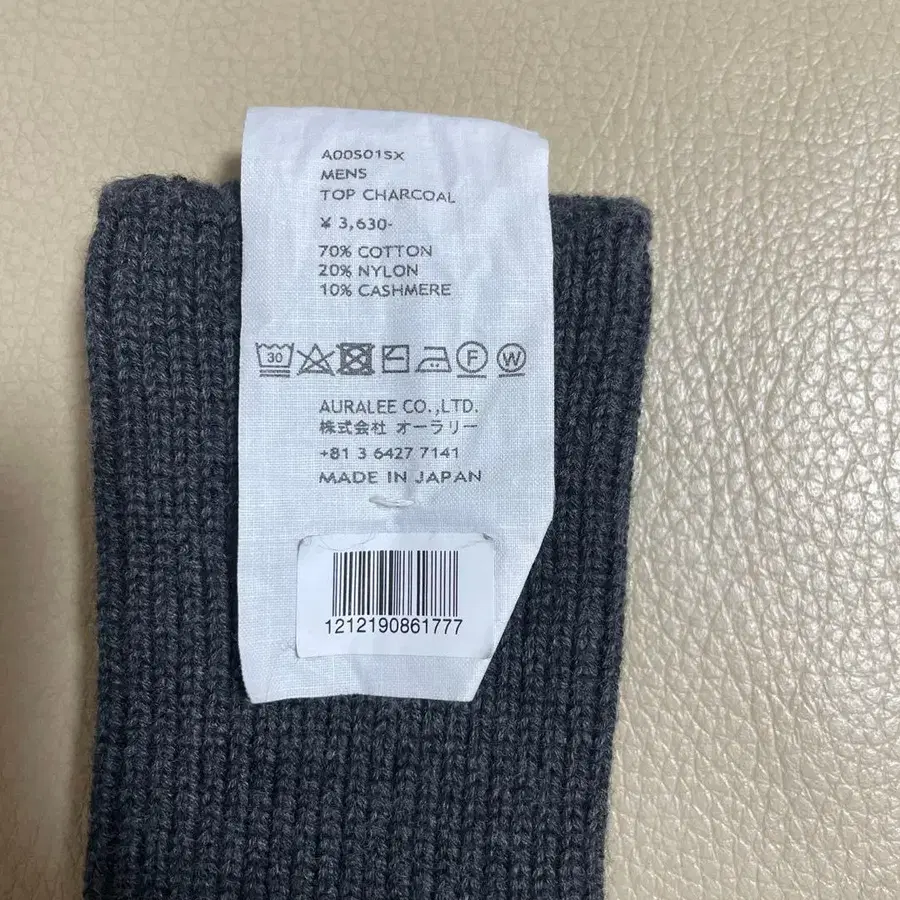 A00S01SX
MENS
TOP CHARCOAL
¥ 3,630-
70% COTTON
20% NYLON
10% CASHMERE
30 F W
AURALEE CO.,LTD.
株式会社 オーラリー
+81 3 6427 7141
MADE IN JAPAN
1212190861777